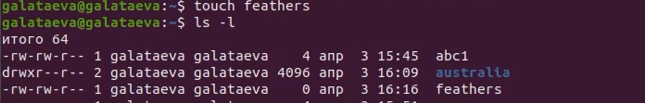 galataeva@galataeva:~$ touch feathers
galataeva@galataeva:~$ ls -l
итого 64
-rw-rw-r-- 1 galataeva galataeva    4 апр  3 15:45 abc1
drwxr--r-- 2 galataeva galataeva 4096 апр  3 16:09 australia
-rw-rw-r-- 1 galataeva galataeva    0 апр  3 16:16 feathers